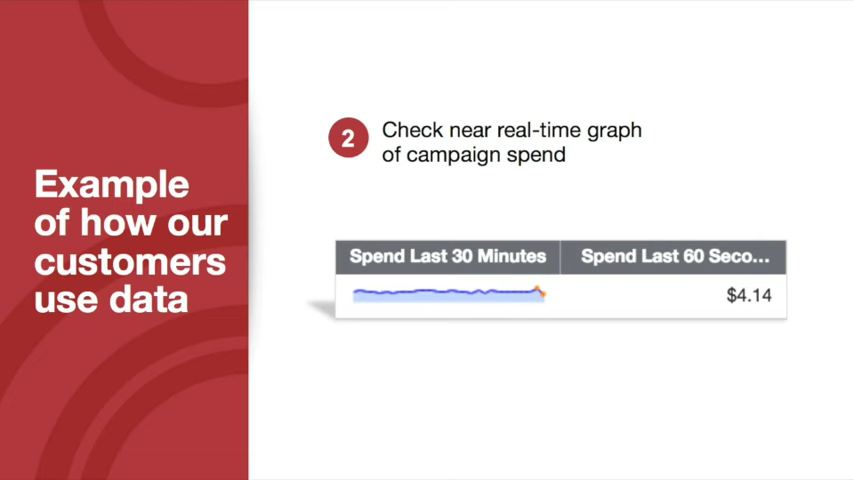 Example
of how our
customers
use data
2
Check near real-time graph
of campaign spend
Spend Last 30 Minutes
Spend Last 60 Seco...
$4.14